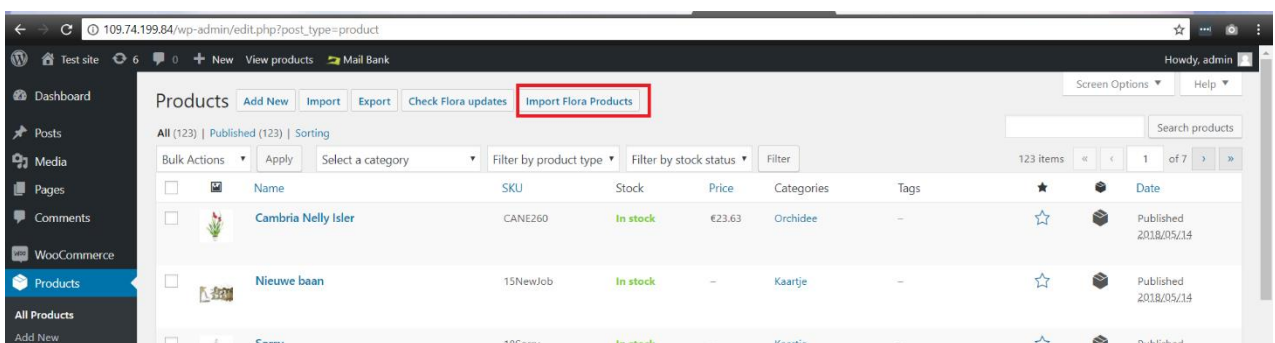 109.74.199.84/wp-admin/edit.php?post_type=product
Test site 6 0 + New View products Mail Bank Howdy, admin
Dashboard
Posts
Media
Pages
Comments
WooCommerce
Products
All Products
Add New
Screen Options ▼ Help ▼
Products Add New Import Export Check Flora updates Import Flora Products
All (123) | Published (123) | Sorting
Search products
Bulk Actions ▼ Apply Select a category ▼ Filter by product type ▼ Filter by stock status ▼ Filter 123 items « ‹ 1 of 7 › »
Name SKU Stock Price Categories Tags Date
Cambria Nelly Isler CANE260 In stock €23.63 Orchidee – Published
2018/05/14
Nieuwe baan 15NewJob In stock – Kaartje – Published
2018/05/14